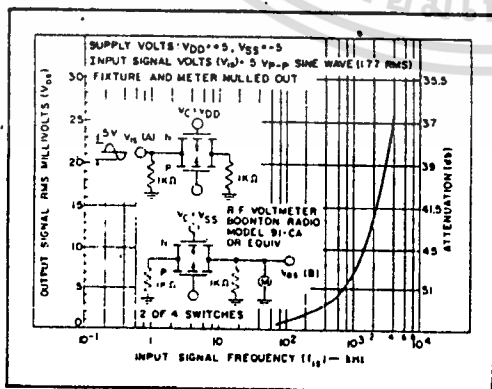 SUPPLY VOLTS: VDD=+5, VSS=-5
INPUT SIGNAL VOLTS (Vis)= 5 Vp-p SINE WAVE (1.77 RMS)
FIXTURE AND METER NULLED OUT
OUTPUT SIGNAL RMS MILLIVOLTS (Vos)
30
25
20
15
10
5
0
35.5
37
39
41.5
45
51
ATTENUATION (dB)
5V
Vis (A)
VC=VDD
n
p
1KΩ
1KΩ
VC=VSS
n
p
1KΩ
1KΩ
RF VOLTMETER
BOONTON RADIO
MODEL 91-CA
OR EQUIV
Vos (B)
2 OF 4 SWITCHES
10-1
1
10
10²
10³
2
4
6
10⁴
INPUT SIGNAL FREQUENCY (fis) — kHz